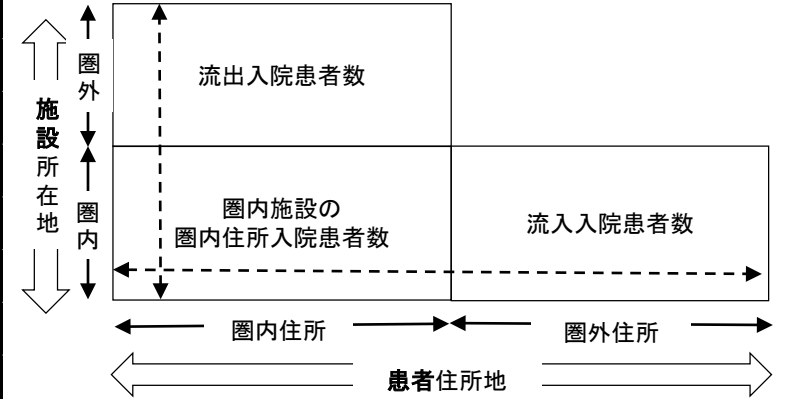 施設所在地
圏外
圏内
流出入院患者数
圏内施設の
圏内住所入院患者数
流入入院患者数
圏内住所
圏外住所
患者住所地